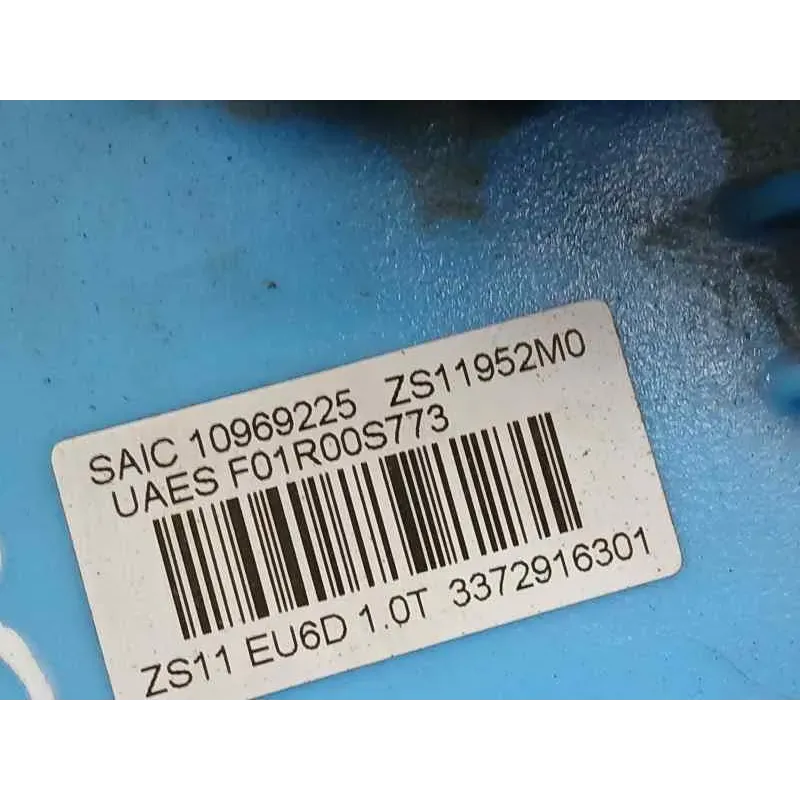 SAIC 10969225 ZS11952M0
UAES F01R00S773
ZS11 EU6D 1.0T 3372916301